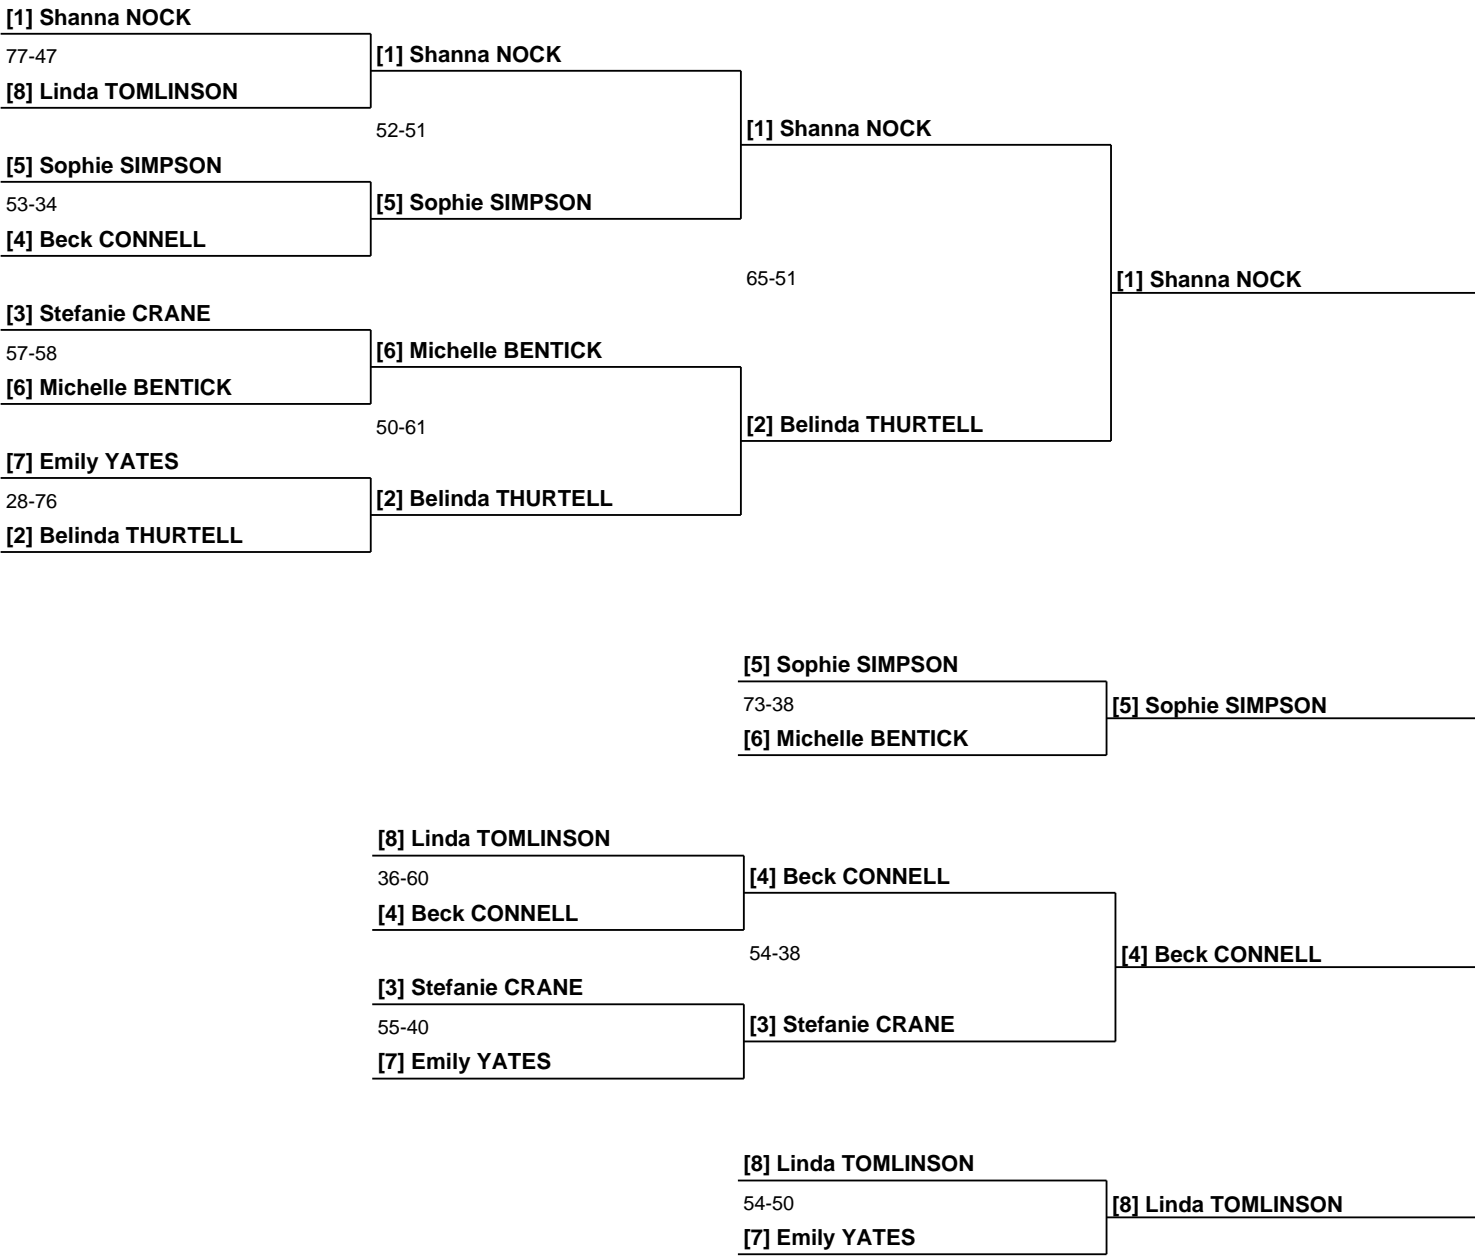 [1] Shanna NOCK
77-47
[1] Shanna NOCK
[8] Linda TOMLINSON
52-51
[1] Shanna NOCK
[5] Sophie SIMPSON
53-34
[5] Sophie SIMPSON
[4] Beck CONNELL
65-51
[1] Shanna NOCK
[3] Stefanie CRANE
57-58
[6] Michelle BENTICK
[6] Michelle BENTICK
50-61
[2] Belinda THURTELL
[7] Emily YATES
28-76
[2] Belinda THURTELL
[2] Belinda THURTELL
[5] Sophie SIMPSON
73-38
[5] Sophie SIMPSON
[6] Michelle BENTICK
[8] Linda TOMLINSON
36-60
[4] Beck CONNELL
[4] Beck CONNELL
54-38
[4] Beck CONNELL
[3] Stefanie CRANE
55-40
[3] Stefanie CRANE
[7] Emily YATES
[8] Linda TOMLINSON
54-50
[8] Linda TOMLINSON
[7] Emily YATES